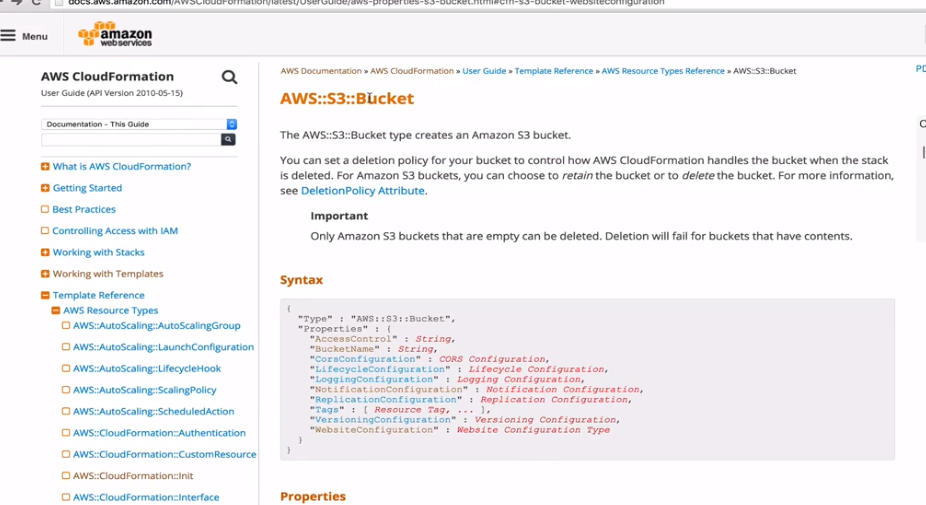 docs.aws.amazon.com/AWSCloudFormation/latest/UserGuide/aws-properties-s3-bucket.html#cfn-s3-bucket-websiteconfiguration
Menu
amazon
web services
AWS CloudFormation
User Guide (API Version 2010-05-15)
Documentation - This Guide
What is AWS CloudFormation?
Getting Started
Best Practices
Controlling Access with IAM
Working with Stacks
Working with Templates
Template Reference
AWS Resource Types
AWS::AutoScaling::AutoScalingGroup
AWS::AutoScaling::LaunchConfiguration
AWS::AutoScaling::LifecycleHook
AWS::AutoScaling::ScalingPolicy
AWS::AutoScaling::ScheduledAction
AWS::CloudFormation::Authentication
AWS::CloudFormation::CustomResource
AWS::CloudFormation::Init
AWS::CloudFormation::Interface
AWS Documentation » AWS CloudFormation » User Guide » Template Reference » AWS Resource Types Reference » AWS::S3::Bucket
AWS::S3::Bucket
The AWS::S3::Bucket type creates an Amazon S3 bucket.
You can set a deletion policy for your bucket to control how AWS CloudFormation handles the bucket when the stack
is deleted. For Amazon S3 buckets, you can choose to retain the bucket or to delete the bucket. For more information,
see DeletionPolicy Attribute.
Important
Only Amazon S3 buckets that are empty can be deleted. Deletion will fail for buckets that have contents.
Syntax
{
"Type" : "AWS::S3::Bucket",
"Properties" : {
"AccessControl" : String,
"BucketName" : String,
"CorsConfiguration" : CORS Configuration,
"LifecycleConfiguration" : Lifecycle Configuration,
"LoggingConfiguration" : Logging Configuration,
"NotificationConfiguration" : Notification Configuration,
"ReplicationConfiguration" : Replication Configuration,
"Tags" : [ Resource Tag, ... ],
"VersioningConfiguration" : Versioning Configuration,
"WebsiteConfiguration" : Website Configuration Type
}
}
Properties